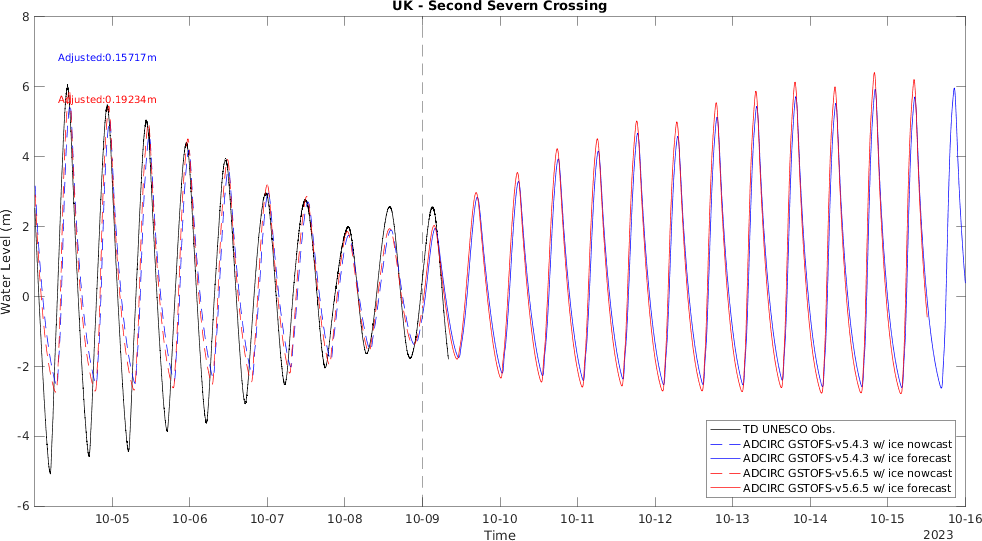 UK - Second Severn Crossing
8
6
4
2
0
-2
-4
-6
Water Level (m)
Adjusted:0.15717m
Adjusted:0.19234m
TD UNESCO Obs.
ADCIRC GSTOFS-v5.4.3 w/ ice nowcast
ADCIRC GSTOFS-v5.4.3 w/ ice forecast
ADCIRC GSTOFS-v5.6.5 w/ ice nowcast
ADCIRC GSTOFS-v5.6.5 w/ ice forecast
10-05 10-06 10-07 10-08 10-09 10-10 10-11 10-12 10-13 10-14 10-15 10-16
Time
2023